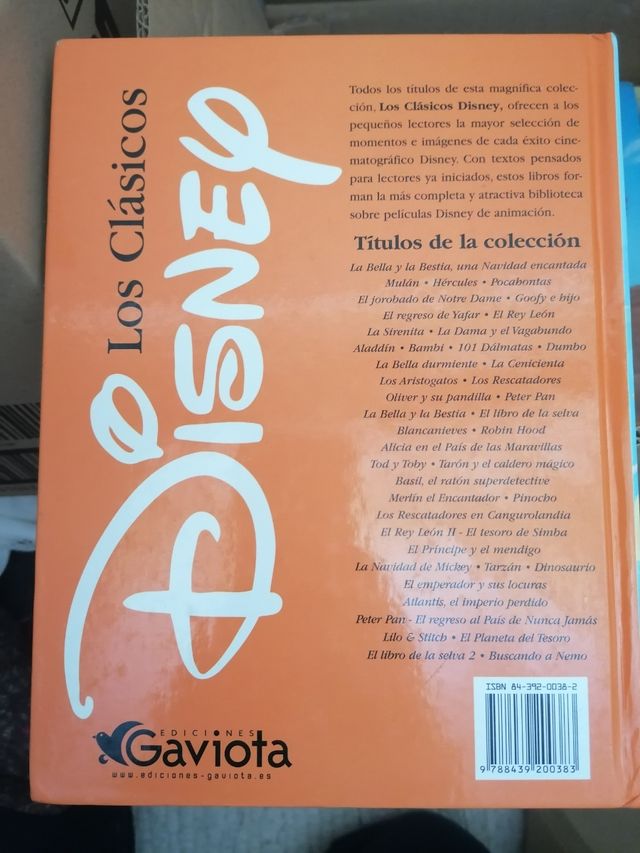 Los Clásicos
Disney
Todos los títulos de esta magnífica colec-
ción, Los Clásicos Disney, ofrecen a los
pequeños lectores la mayor selección de
momentos e imágenes de cada éxito cine-
matográfico Disney. Con textos pensados
para lectores ya iniciados, estos libros for-
man la más completa y atractiva biblioteca
sobre películas Disney de animación.
Títulos de la colección
La Bella y la Bestia, una Navidad encantada
Mulán • Hércules • Pocahontas
El jorobado de Notre Dame • Goofy e hijo
El regreso de Yafar • El Rey León
La Sirenita • La Dama y el Vagabundo
Aladdín • Bambi • 101 Dálmatas • Dumbo
La Bella durmiente • La Cenicienta
Los Aristogatos • Los Rescatadores
Oliver y su pandilla • Peter Pan
La Bella y la Bestia • El libro de la selva
Blancanieves • Robin Hood
Alicia en el País de las Maravillas
Tod y Toby • Tarón y el caldero mágico
Basil, el ratón superdetective
Merlín el Encantador • Pinocho
Los Rescatadores en Cangurolandia
El Rey León II - El tesoro de Simba
El Príncipe y el mendigo
La Navidad de Mickey • Tarzán • Dinosaurio
El emperador y sus locuras
Atlantis, el imperio perdido
Peter Pan - El regreso al País de Nunca Jamás
Lilo & Stitch • El Planeta del Tesoro
El libro de la selva 2 • Buscando a Nemo
ISBN 84-392-0038-2
9 788439 200383
EDICIONES
Gaviota
www.ediciones-gaviota.es